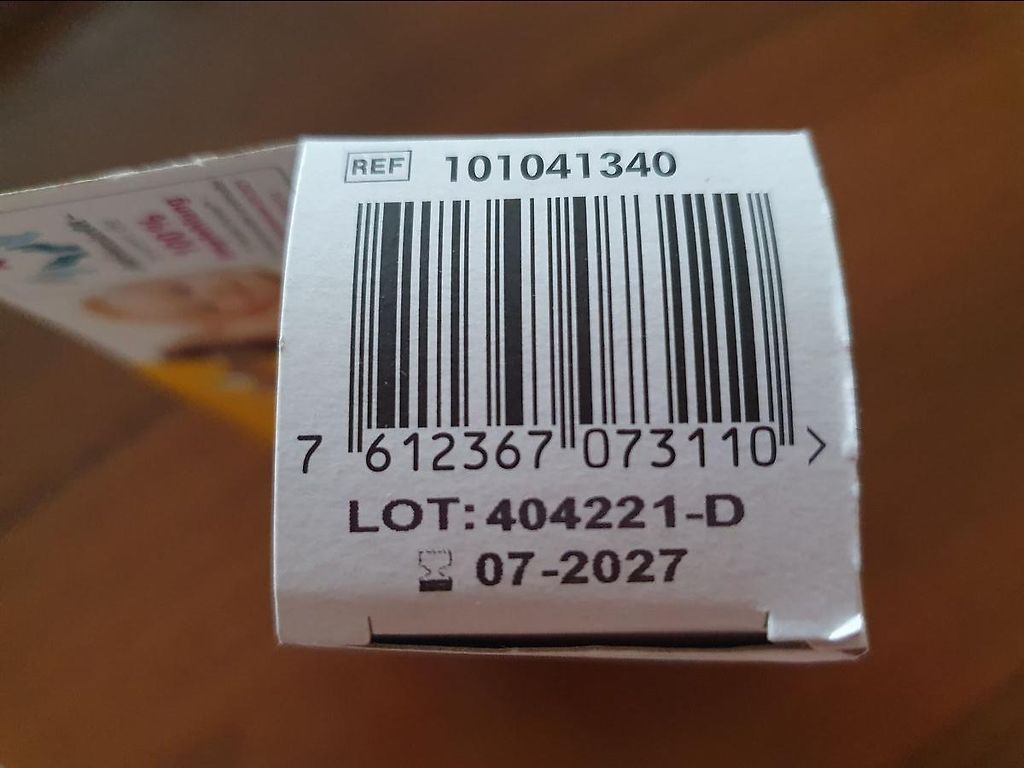 REF 101041340
7 612367 073110 >
LOT: 404221-D
07-2027